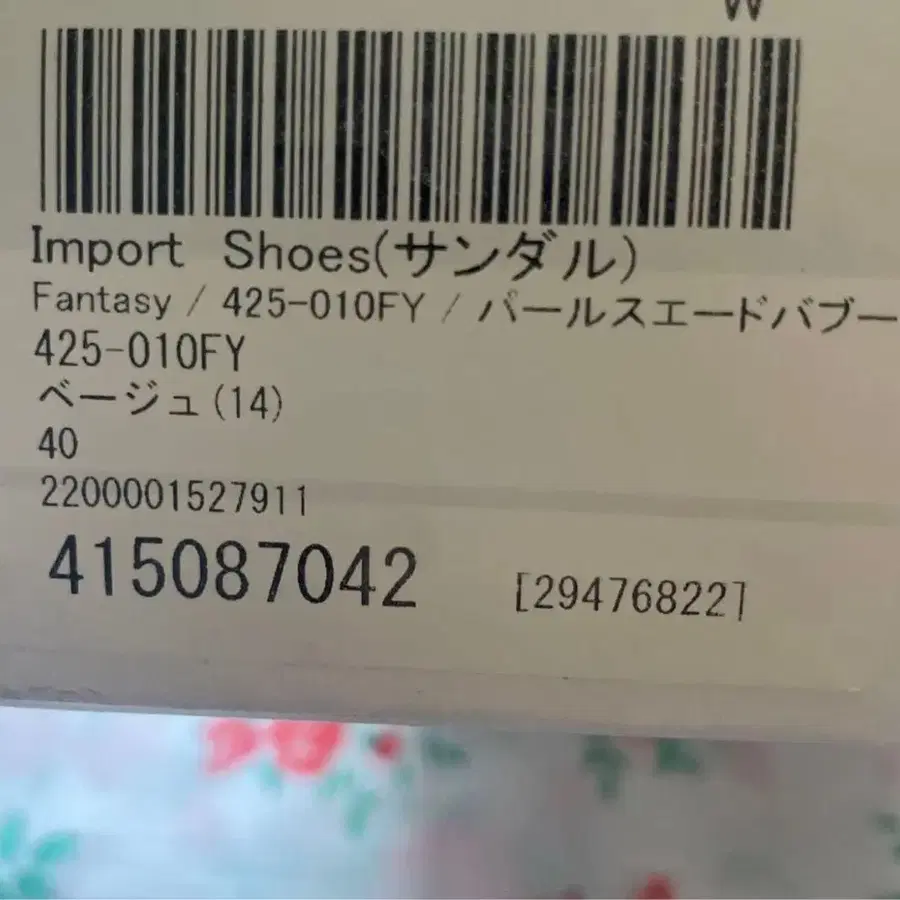 W
Import Shoes(サンダル)
Fantasy / 425-010FY / パールスエードバブー
425-010FY
ベージュ(14)
40
2200001527911
415087042 [29476822]